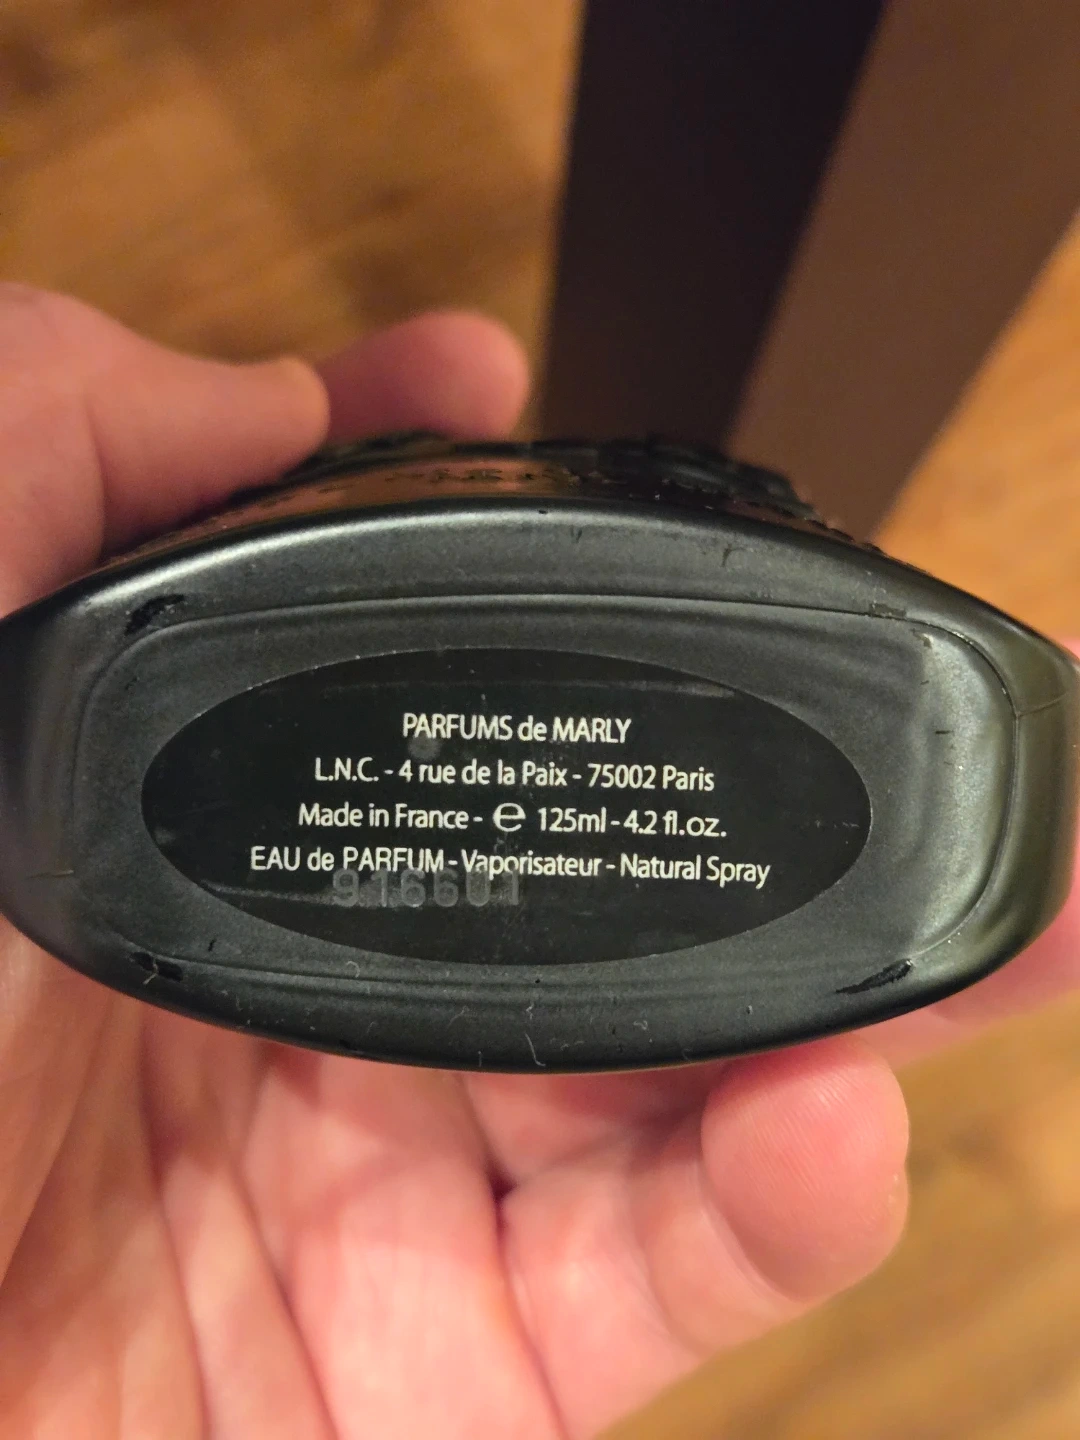 PARFUMS de MARLY
L.N.C. - 4 rue de la Paix - 75002 Paris
Made in France - ℮ 125ml - 4.2 fl.oz.
EAU de PARFUM - Vaporisateur - Natural Spray
916601